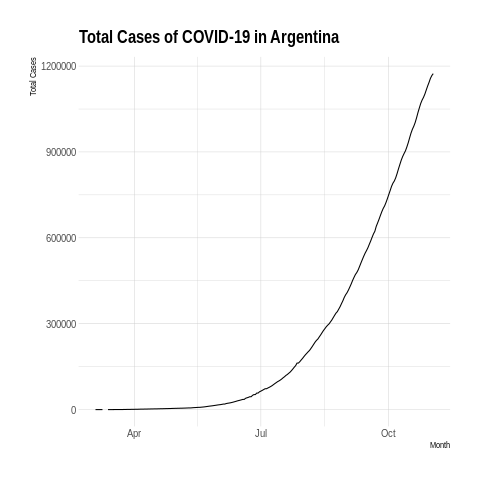 Total Cases of COVID-19 in Argentina
Total Cases
1200000
900000
600000
300000
0
Apr Jul Oct
Month